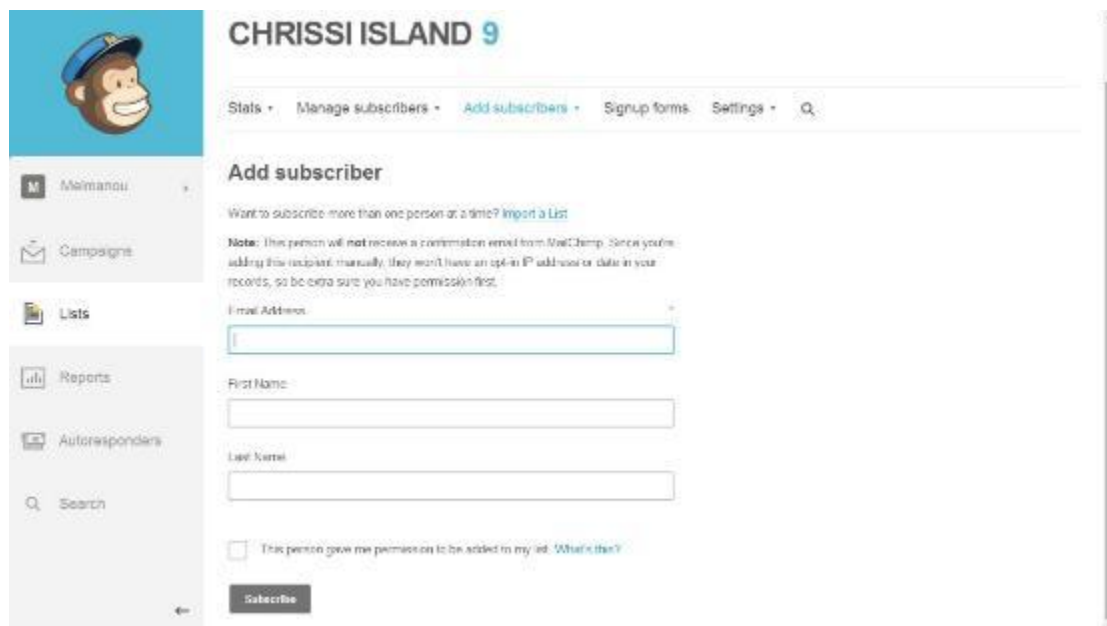 CHRISSI ISLAND 9
Stats Manage subscribers Add subscribers Signup forms Settings
Add subscriber
M Meimanou
Want to subscribe more than one person at a time? Import a List
Note: This person will not receive a confirmation email from MailChimp. Since you're
Campaigns
adding this recipient manually, they won't have an opt-in IP address or date in your
records, so be extra sure you have permission first.
Lists
Email Address *
Reports
First Name
Autoresponders
Last Name
Search
This person gave me permission to be added to my list. What's this?
Subscribe